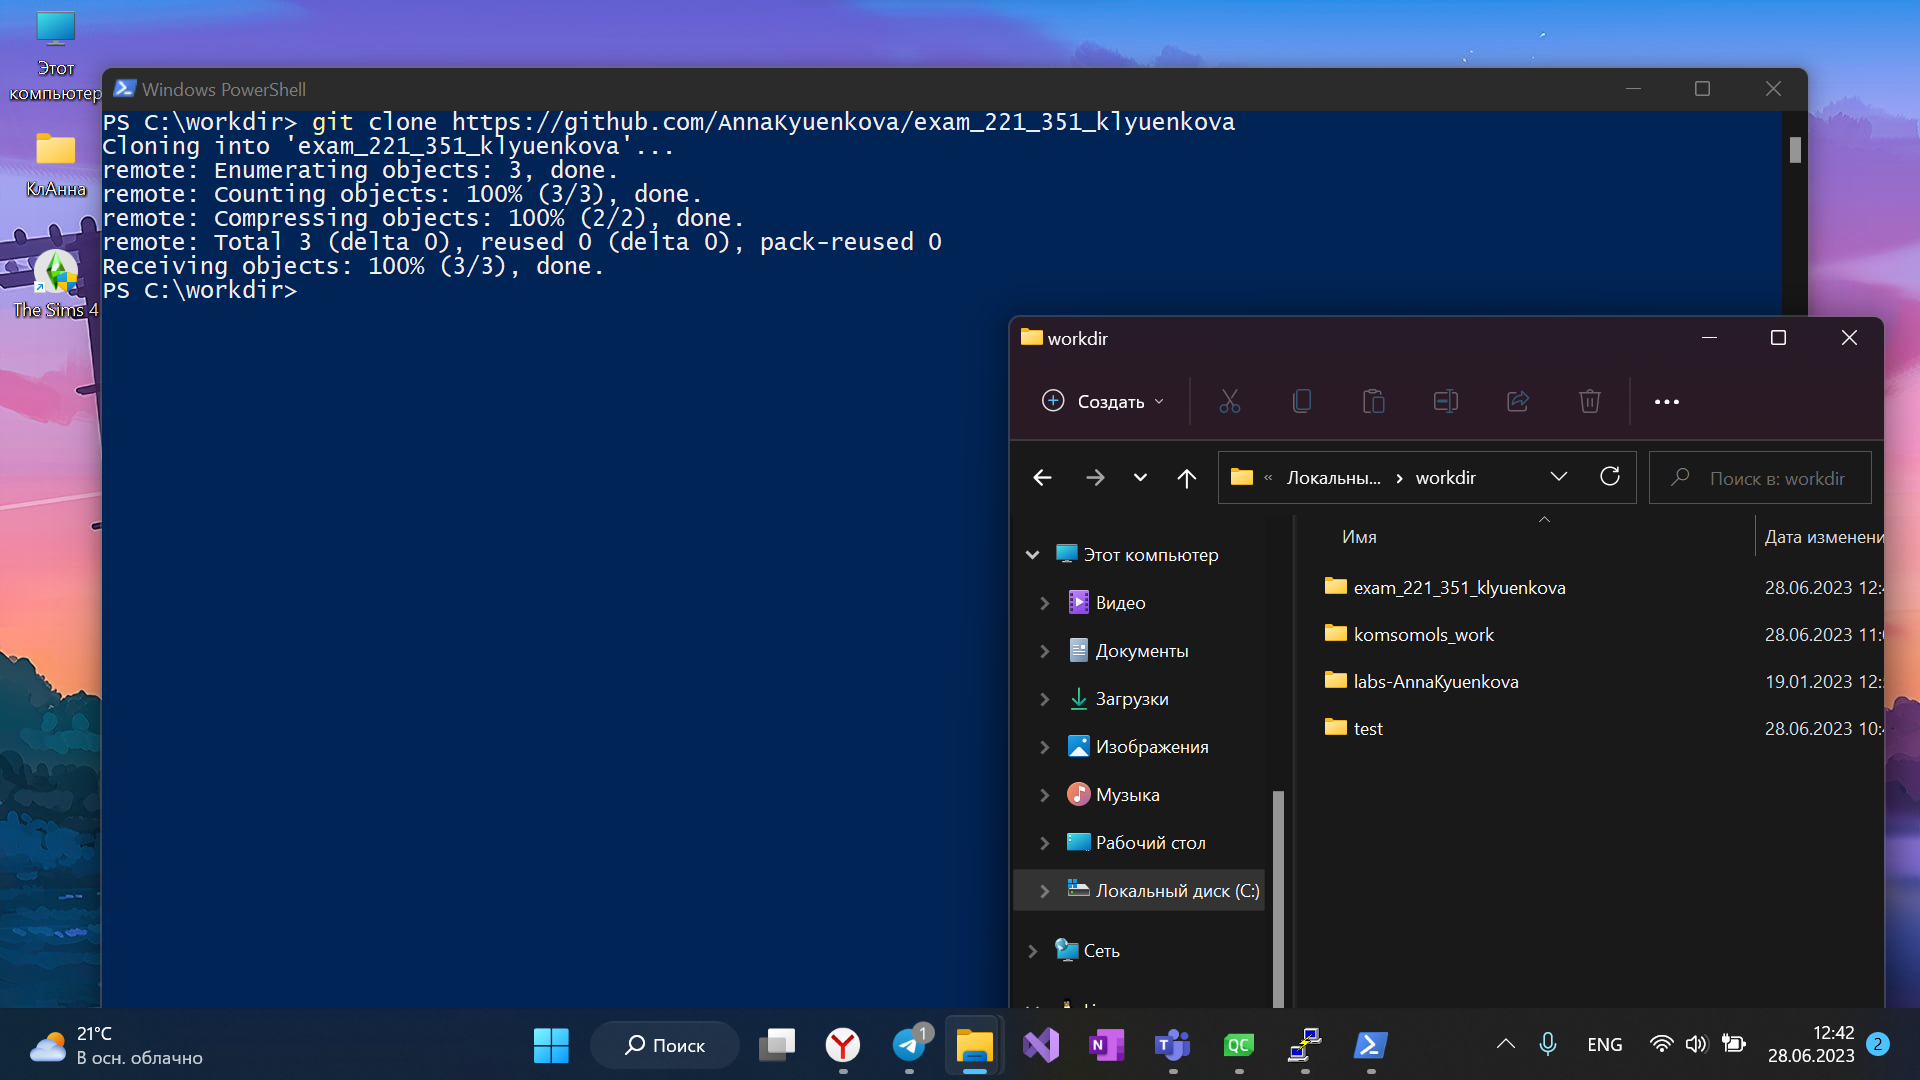 Этот
компьютер
КлАнна
The Sims 4
Windows PowerShell
PS C:\workdir> git clone https://github.com/AnnaKyuenkova/exam_221_351_klyuenkova
Cloning into 'exam_221_351_klyuenkova'...
remote: Enumerating objects: 3, done.
remote: Counting objects: 100% (3/3), done.
remote: Compressing objects: 100% (2/2), done.
remote: Total 3 (delta 0), reused 0 (delta 0), pack-reused 0
Receiving objects: 100% (3/3), done.
PS C:\workdir>
workdir
Создать
« Локальны... › workdir
Поиск в: workdir
Этот компьютер
Видео
Документы
Загрузки
Изображения
Музыка
Рабочий стол
Локальный диск (C:)
Сеть
Имя
Дата изменени
exam_221_351_klyuenkova 28.06.2023 12:4
komsomols_work 28.06.2023 11:0
labs-AnnaKyuenkova 19.01.2023 12:
test 28.06.2023 10:4
21°C
В осн. облачно
Поиск
1
N
T
QC
ENG
12:42
28.06.2023
2